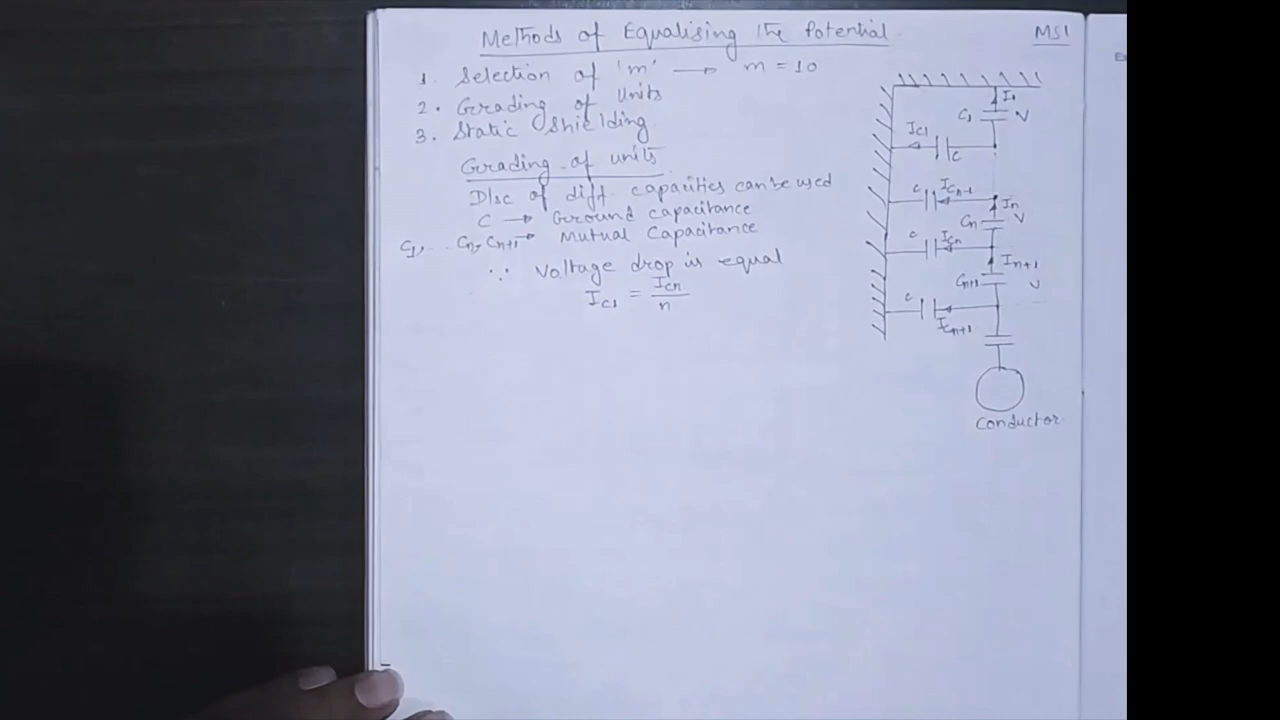 Methods of Equalising the Potential.
MS1
1. Selection of 'm' → m = 10
2. Grading of Units
3. Static Shielding
Grading of units
Disc of diff. capacities can be used
C → Ground capacitance
C1, .... Cn, Cn+1 → Mutual Capacitance
∵ Voltage drop is equal
Ic1 = Icn / n
I1
C1 V
Ic1
C
C Icn-1
In
Cn V
C Icn
In+1
Cn+1 V
C
Icn+1
Conductor